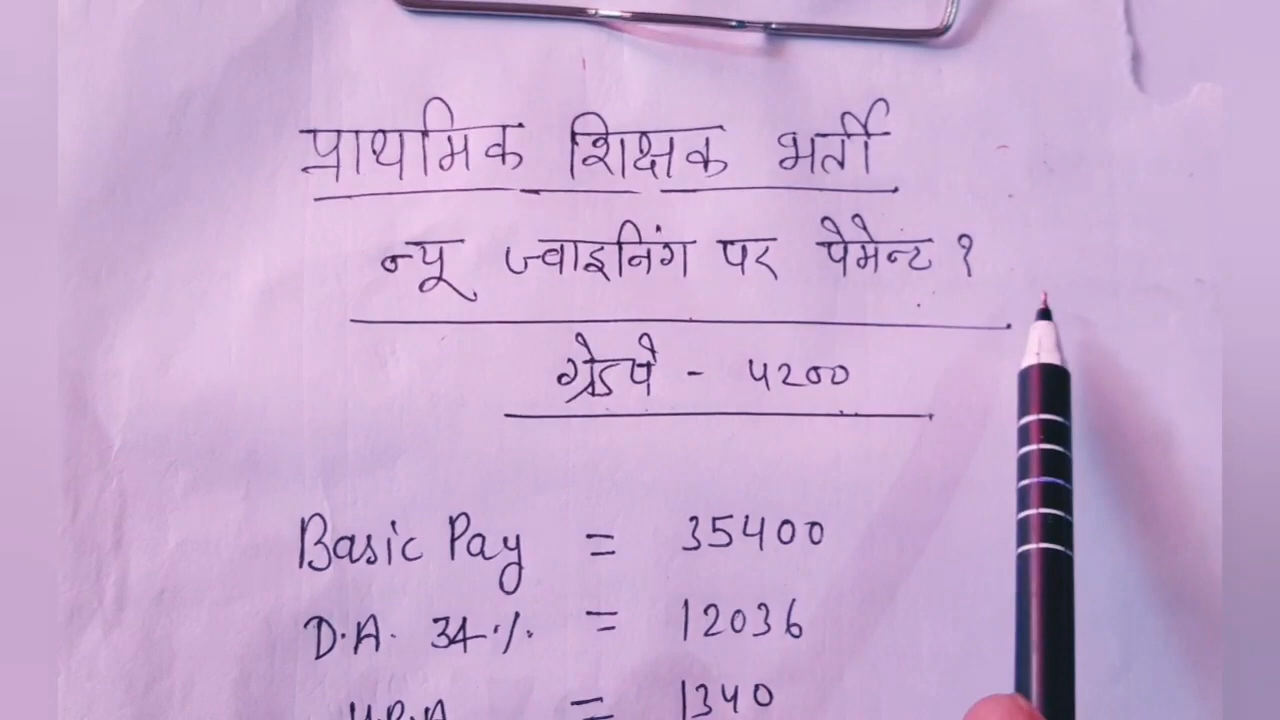 प्राथमिक शिक्षक भर्ती
न्यू ज्वाइनिंग पर पेमेन्ट ?
ग्रेडपे - 4200
Basic Pay = 35400
D.A. 34% = 12036
H.R.A = 1340